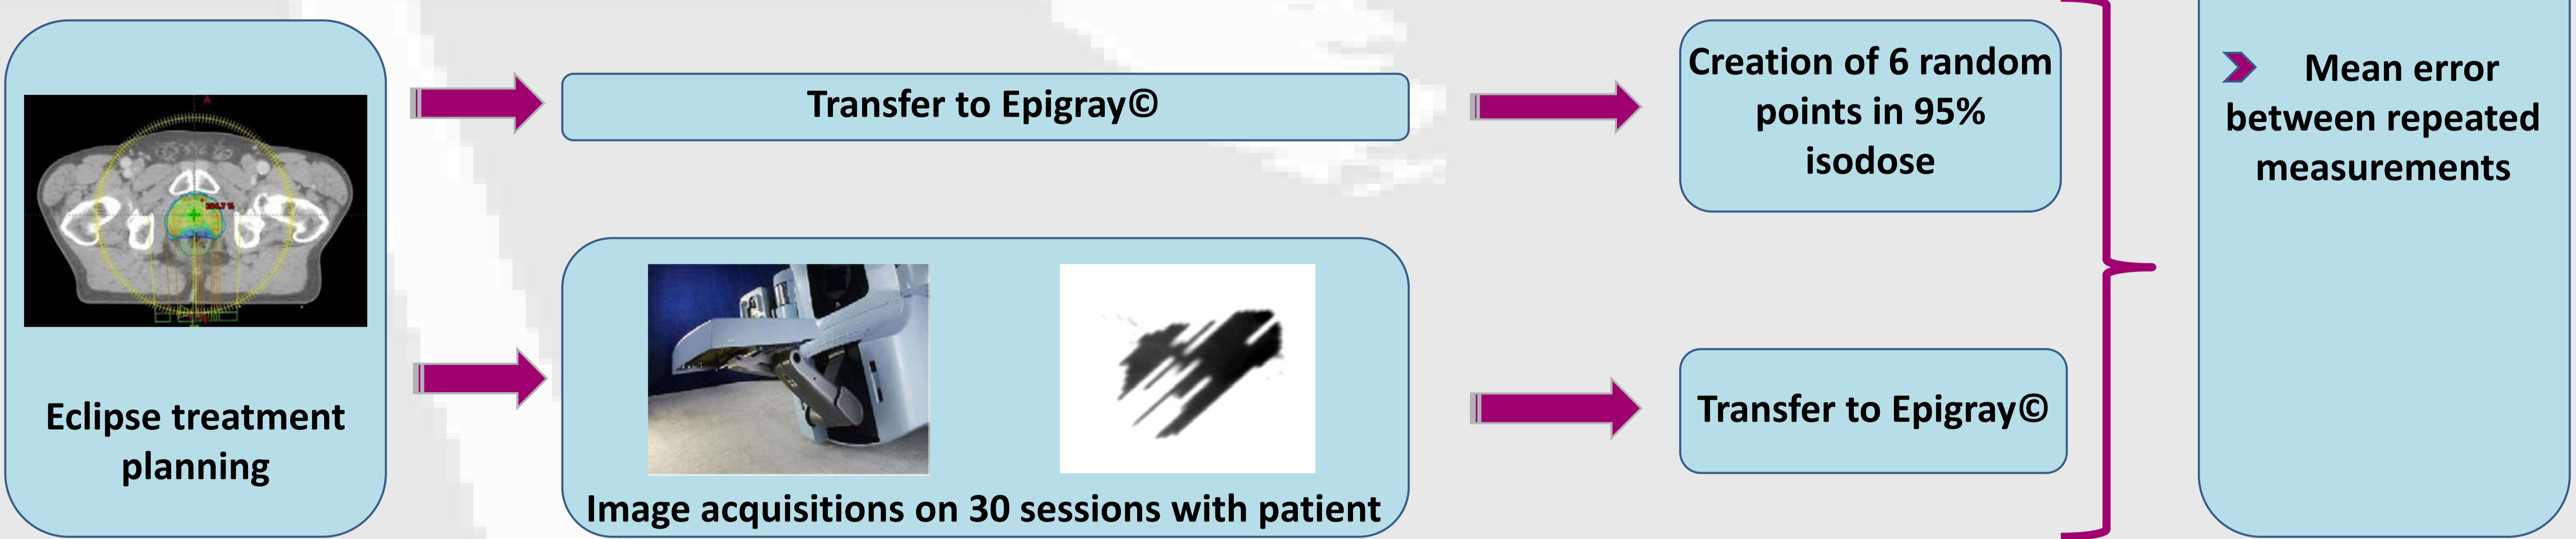 Eclipse treatment
planning
Transfer to Epigray©
Image acquisitions on 30 sessions with patient
Creation of 6 random
points in 95%
isodose
Transfer to Epigray©
Mean error
between repeated
measurements